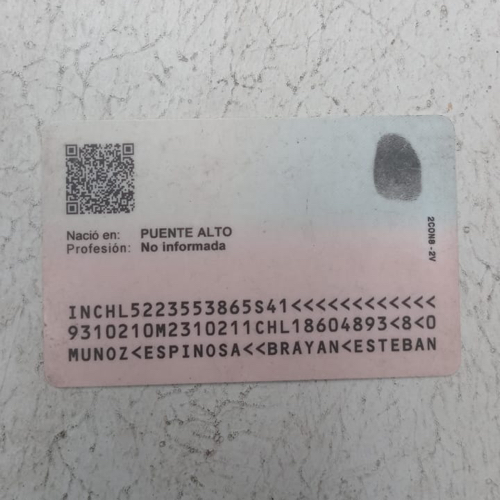 Nació en: PUENTE ALTO
Profesión: No informada
2CON8-2V
INCHL5223553865S41<<<<<<<<<<<<
9310210M2310211CHL18604893<8<0
MUNOZ<ESPINOSA<<BRAYAN<ESTEBAN